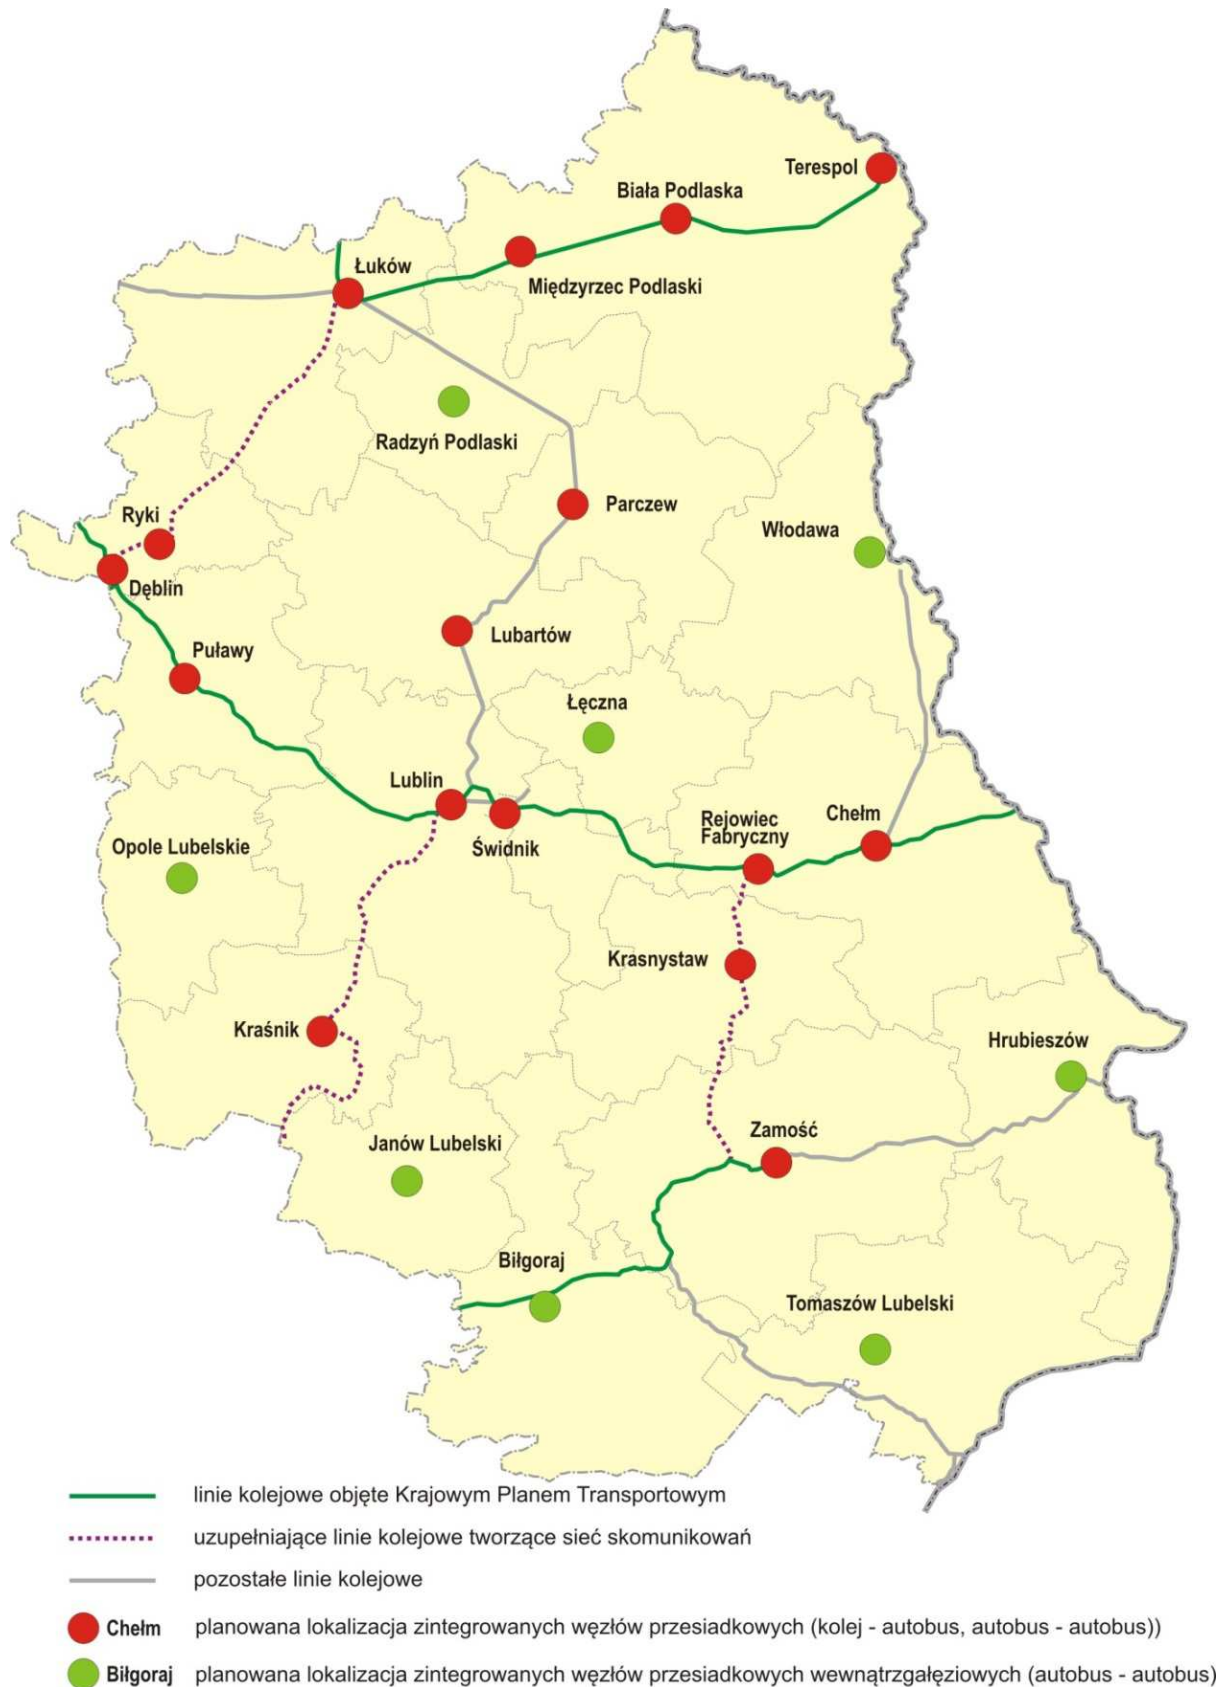 Terespol
Biała Podlaska
Łuków
Międzyrzec Podlaski
Radzyń Podlaski
Parczew
Ryki
Włodawa
Dęblin
Lubartów
Puławy
Łęczna
Lublin
Rejowiec
Fabryczny
Chełm
Świdnik
Opole Lubelskie
Krasnystaw
Kraśnik
Hrubieszów
Zamość
Janów Lubelski
Biłgoraj
Tomaszów Lubelski
linie kolejowe objęte Krajowym Planem Transportowym
uzupełniające linie kolejowe tworzące sieć skomunikowań
pozostałe linie kolejowe
Chełm planowana lokalizacja zintegrowanych węzłów przesiadkowych (kolej - autobus, autobus - autobus))
Biłgoraj planowana lokalizacja zintegrowanych węzłów przesiadkowych wewnątrzgałęziowych (autobus - autobus)